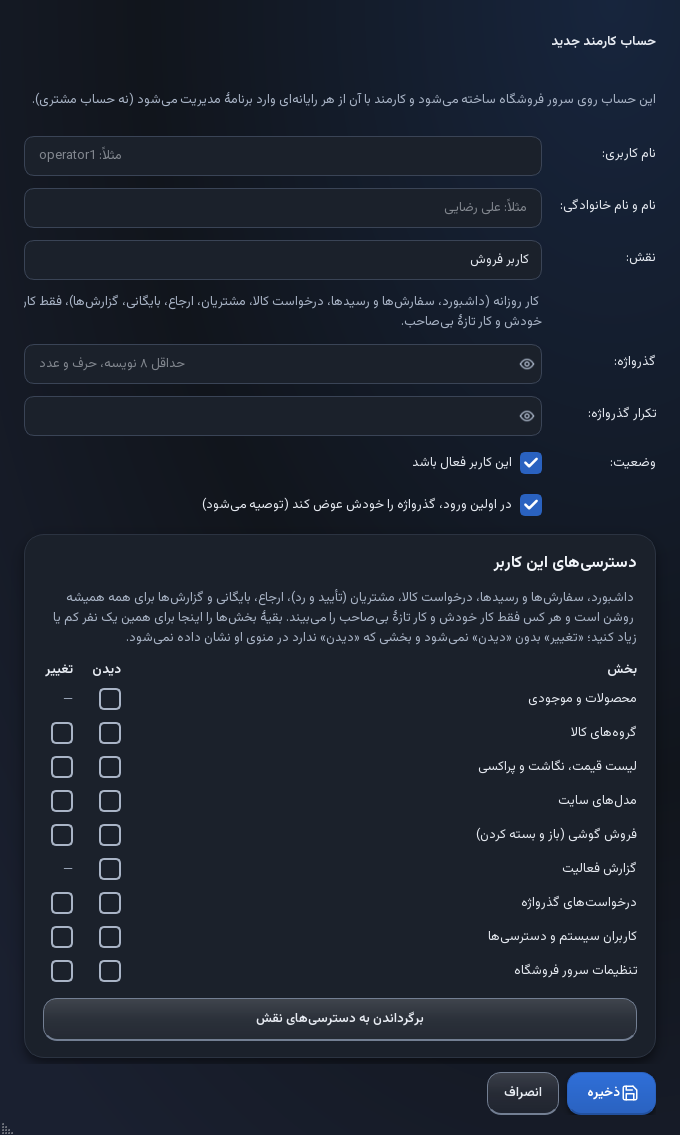 حساب کارمند جدید
این حساب روی سرور فروشگاه ساخته می‌شود و کارمند با آن از هر رایانه‌ای وارد برنامهٔ مدیریت می‌شود (نه حساب مشتری).
نام کاربری:
مثلاً: operator1
نام و نام خانوادگی:
مثلاً: علی رضایی
نقش:
کاربر فروش
کار روزانه (داشبورد، سفارش‌ها و رسیدها، درخواست کالا، مشتریان، ارجاع، بایگانی، گزارش‌ها)، فقط کار
خودش و کار تازهٔ بی‌صاحب.
گذرواژه:
حداقل ۸ نویسه، حرف و عدد
تکرار گذرواژه:
وضعیت:
این کاربر فعال باشد
در اولین ورود، گذرواژه را خودش عوض کند (توصیه می‌شود)
دسترسی‌های این کاربر
داشبورد، سفارش‌ها و رسیدها، درخواست کالا، مشتریان (تأیید و رد)، ارجاع، بایگانی و گزارش‌ها برای همه همیشه
روشن است و هر کس فقط کار خودش و کار تازهٔ بی‌صاحب را می‌بیند. بقیهٔ بخش‌ها را اینجا برای همین یک نفر کم یا
زیاد کنید؛ «تغییر» بدون «دیدن» نمی‌شود و بخشی که «دیدن» ندارد در منوی او نشان داده نمی‌شود.
بخش دیدن تغییر
محصولات و موجودی —
گروه‌های کالا
لیست قیمت، نگاشت و پراکسی
مدل‌های سایت
فروش گوشی (باز و بسته کردن)
گزارش فعالیت —
درخواست‌های گذرواژه
کاربران سیستم و دسترسی‌ها
تنظیمات سرور فروشگاه
برگرداندن به دسترسی‌های نقش
ذخیره
انصراف